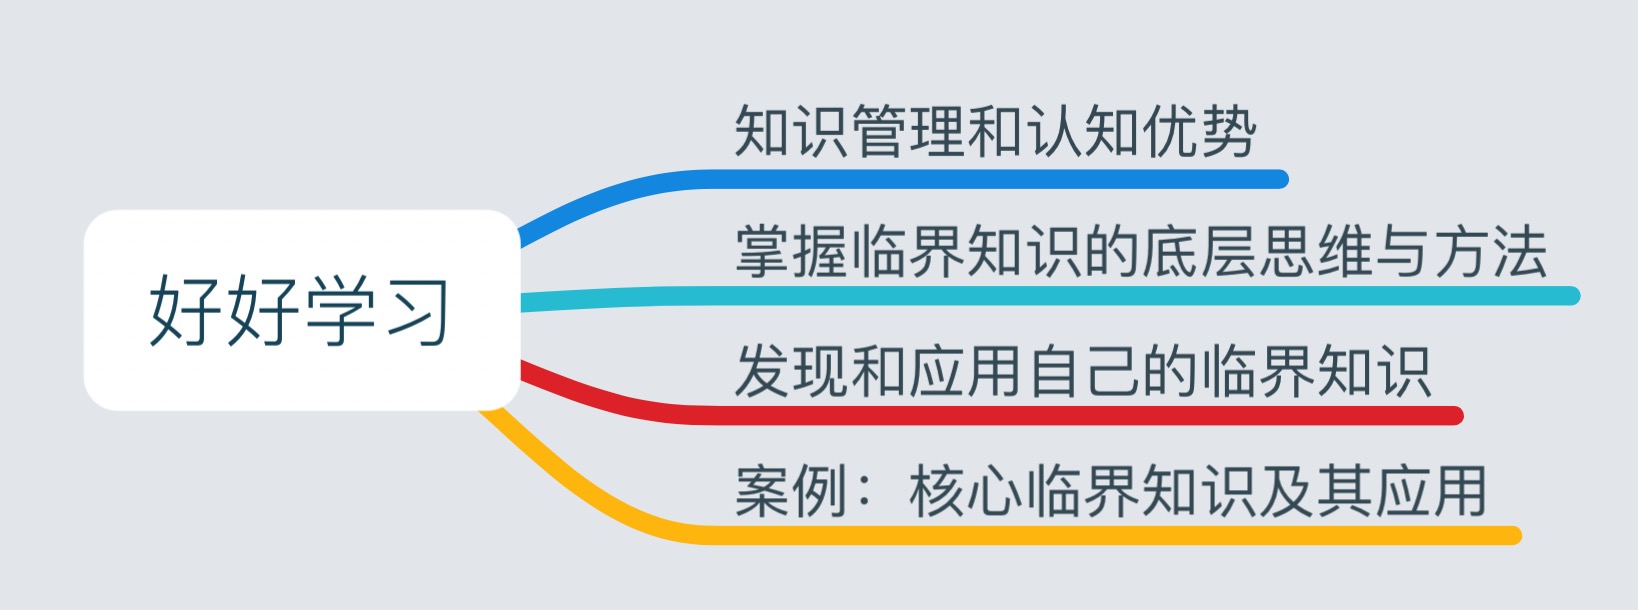 知识管理和认知优势
掌握临界知识的底层思维与方法
好好学习
发现和应用自己的临界知识
案例：核心临界知识及其应用